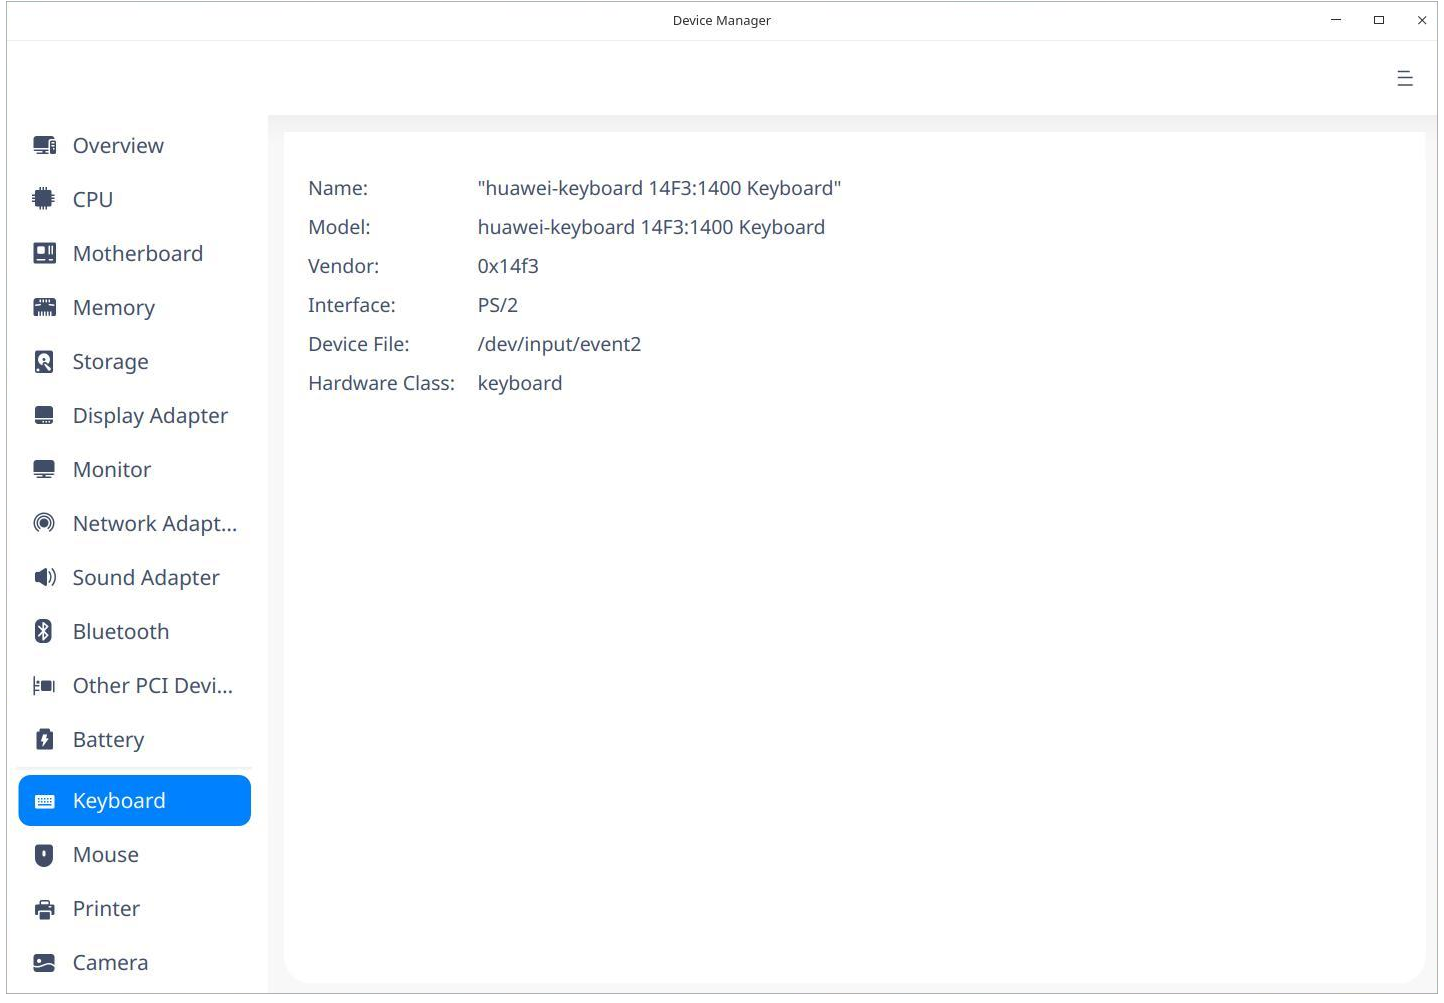 Device Manager
Overview
CPU
Motherboard
Memory
Storage
Display Adapter
Monitor
Network Adapt...
Sound Adapter
Bluetooth
Other PCI Devi...
Battery
Keyboard
Mouse
Printer
Camera
Name: "huawei-keyboard 14F3:1400 Keyboard"
Model: huawei-keyboard 14F3:1400 Keyboard
Vendor: 0x14f3
Interface: PS/2
Device File: /dev/input/event2
Hardware Class: keyboard